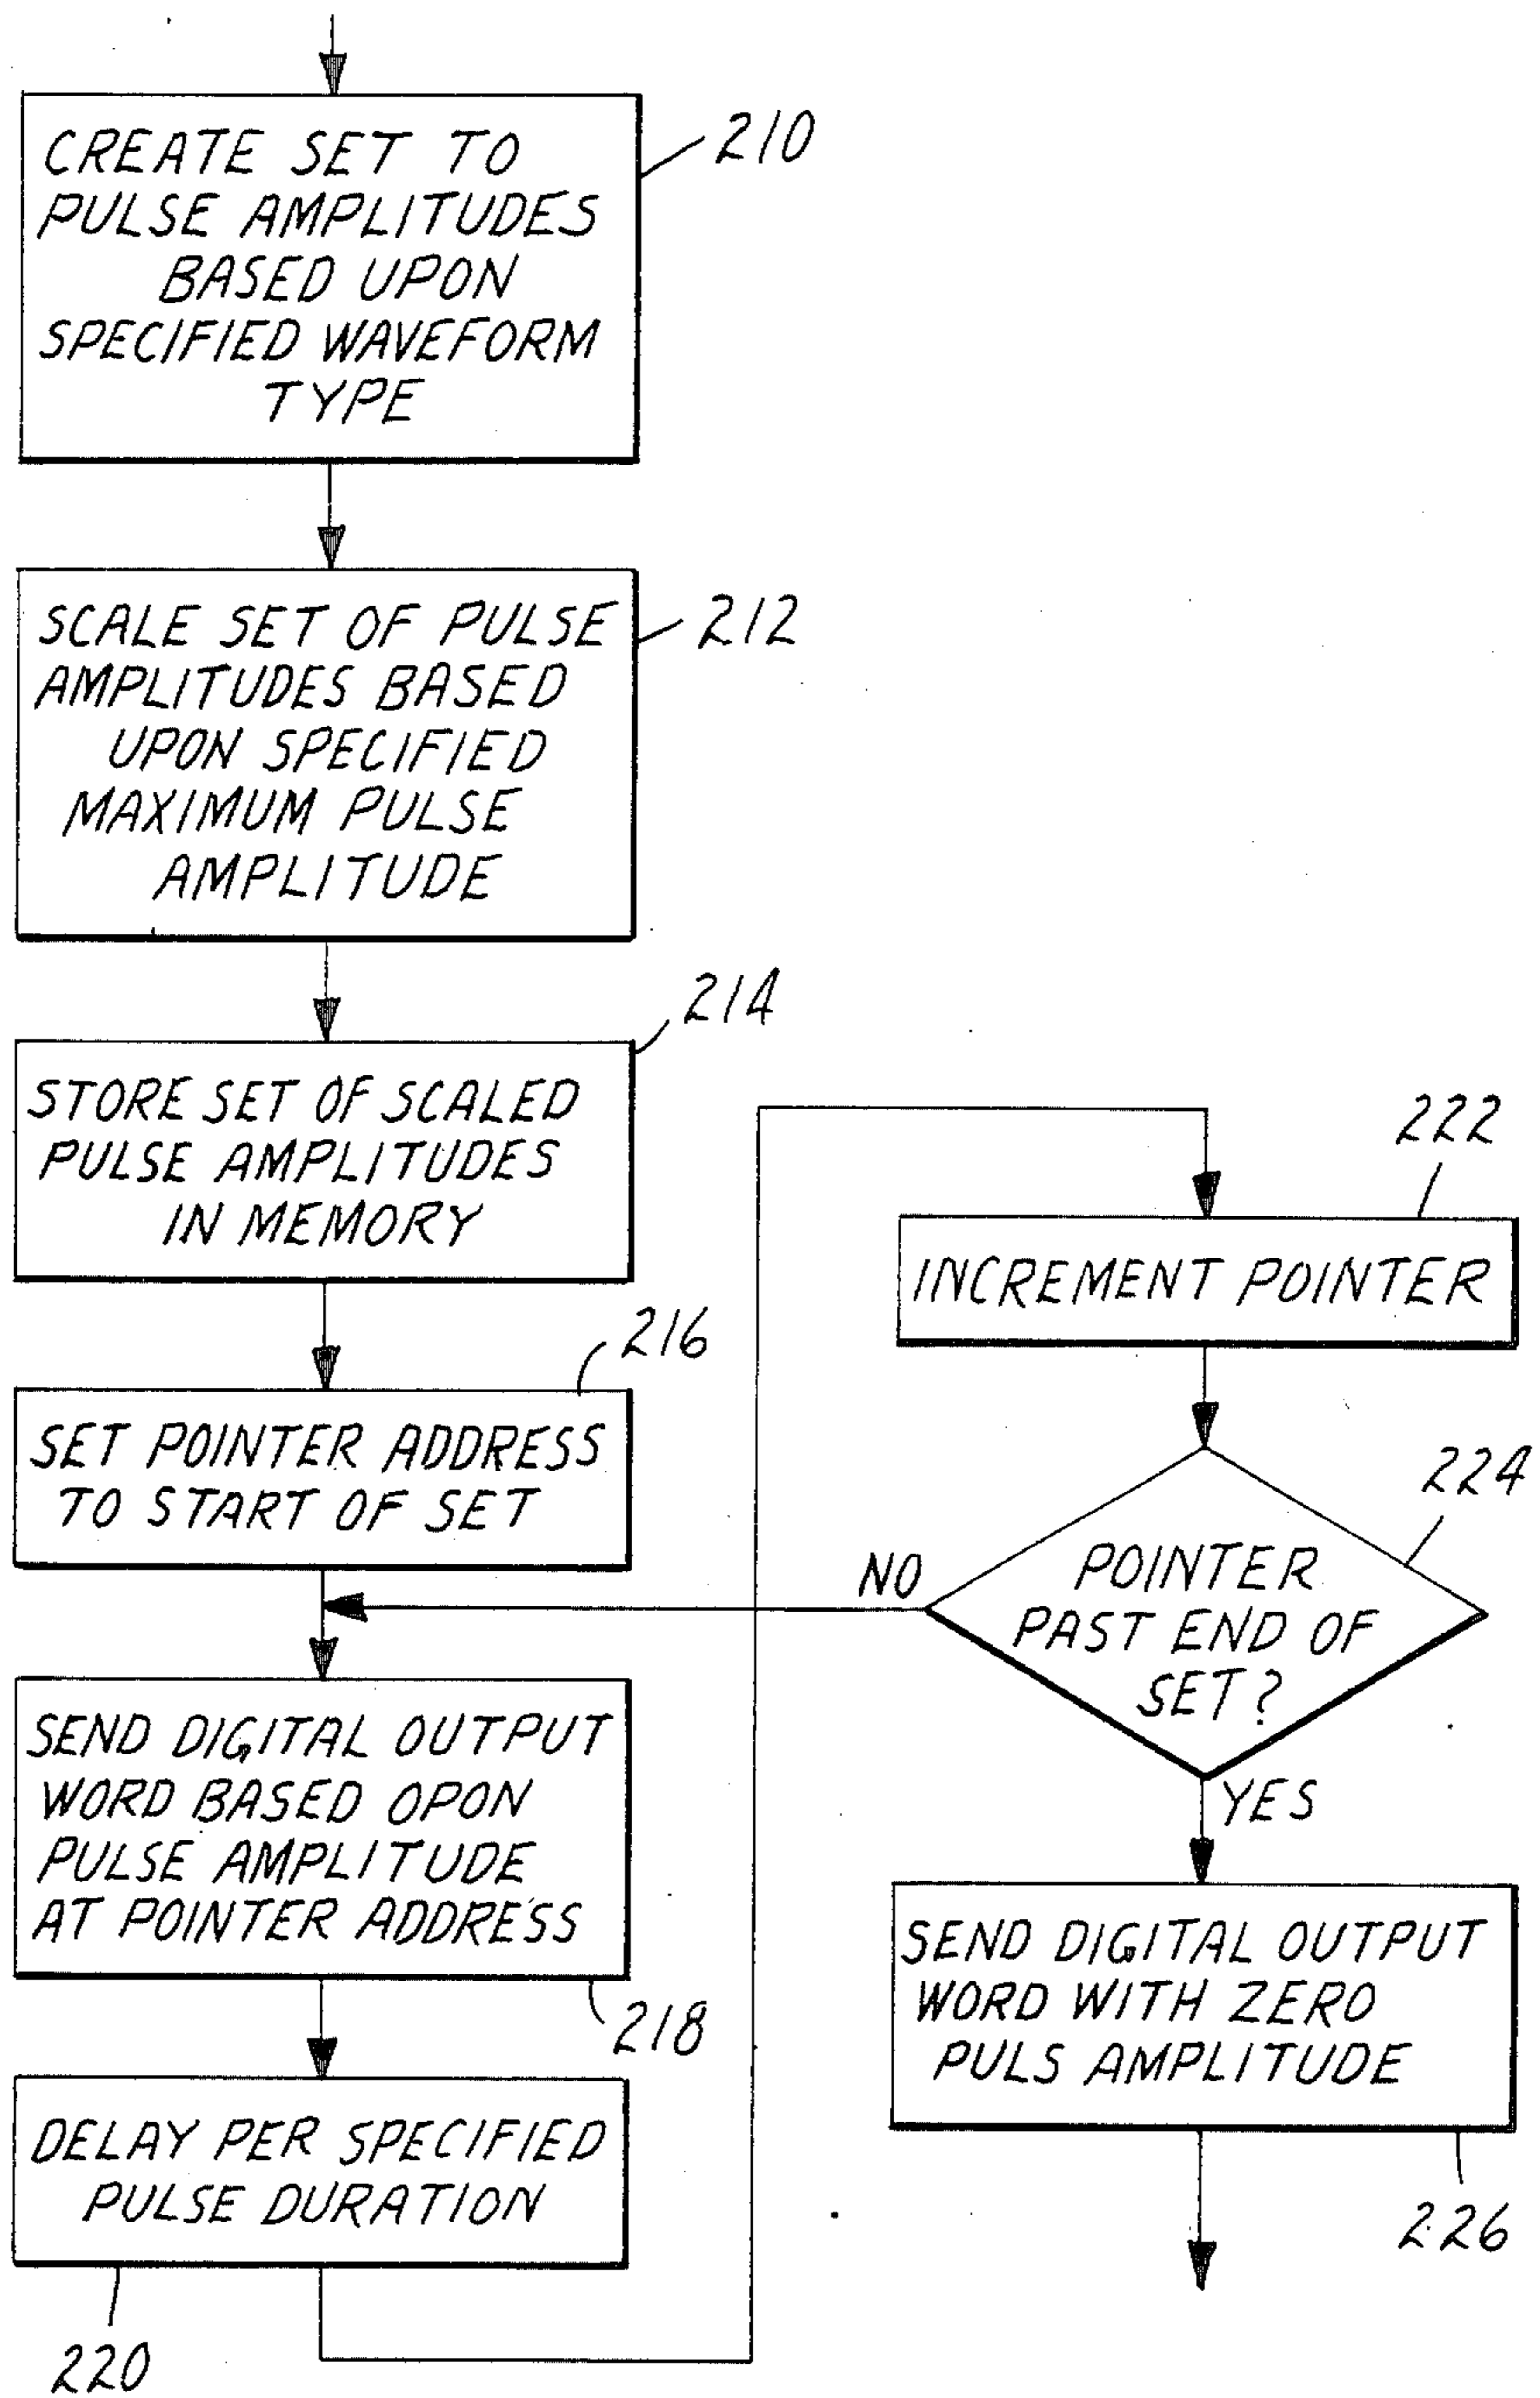 CREATE SET TO
PULSE AMPLITUDES
BASED UPON
SPECIFIED WAVEFORM
TYPE
210
SCALE SET OF PULSE
AMPLITUDES BASED
UPON SPECIFIED
MAXIMUM PULSE
AMPLITUDE
212
STORE SET OF SCALED
PULSE AMPLITUDES
IN MEMORY
214
SET POINTER ADDRESS
TO START OF SET
216
SEND DIGITAL OUTPUT
WORD BASED OPON
PULSE AMPLITUDE
AT POINTER ADDRESS
218
DELAY PER SPECIFIED
PULSE DURATION
220
222
INCREMENT POINTER
224
POINTER
PAST END OF
SET?
NO
YES
SEND DIGITAL OUTPUT
WORD WITH ZERO
PULS AMPLITUDE
226